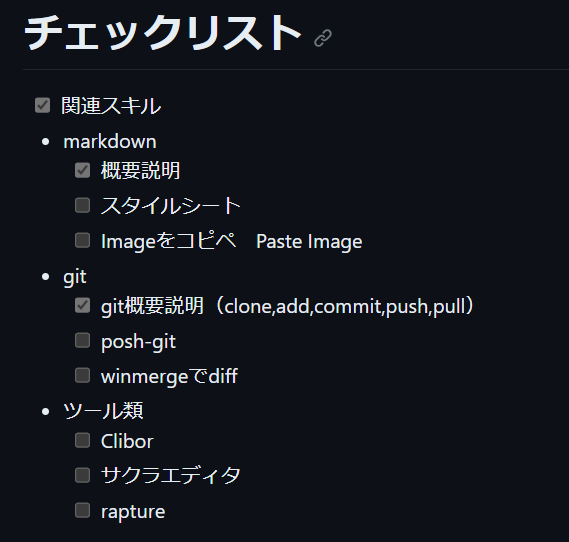 チェックリスト
関連スキル
markdown
概要説明
スタイルシート
Imageをコピペ　Paste Image
git
git概要説明（clone,add,commit,push,pull）
posh-git
winmergeでdiff
ツール類
Clibor
サクラエディタ
rapture